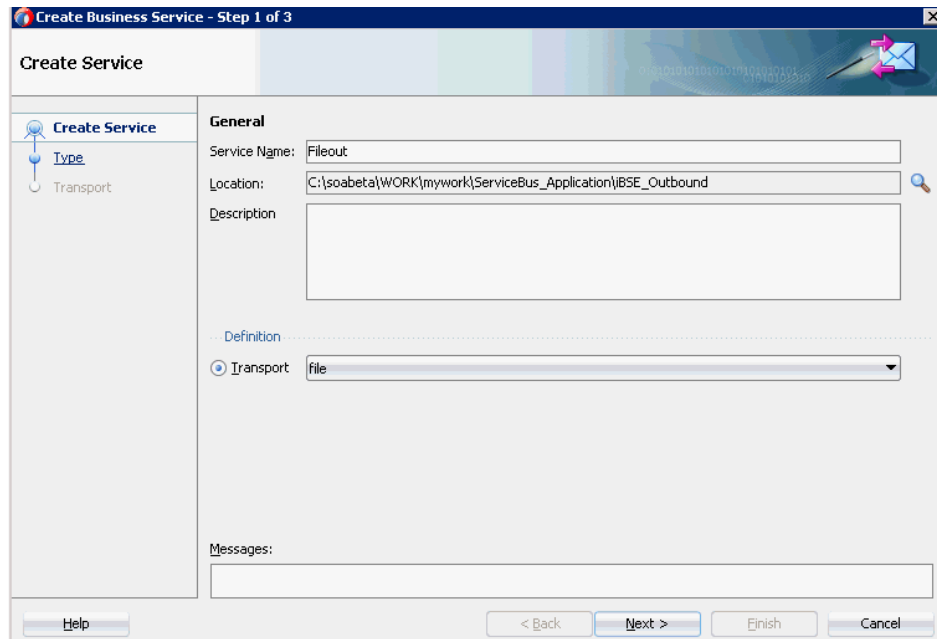 Create Business Service - Step 1 of 3
Create Service
Create Service
Type
Transport
General
Service Name: Fileout
Location: C:\soabeta\WORK\mywork\ServiceBus_Application\iBSE_Outbound
Description
Definition
Transport file
Messages:
Help < Back Next > Finish Cancel